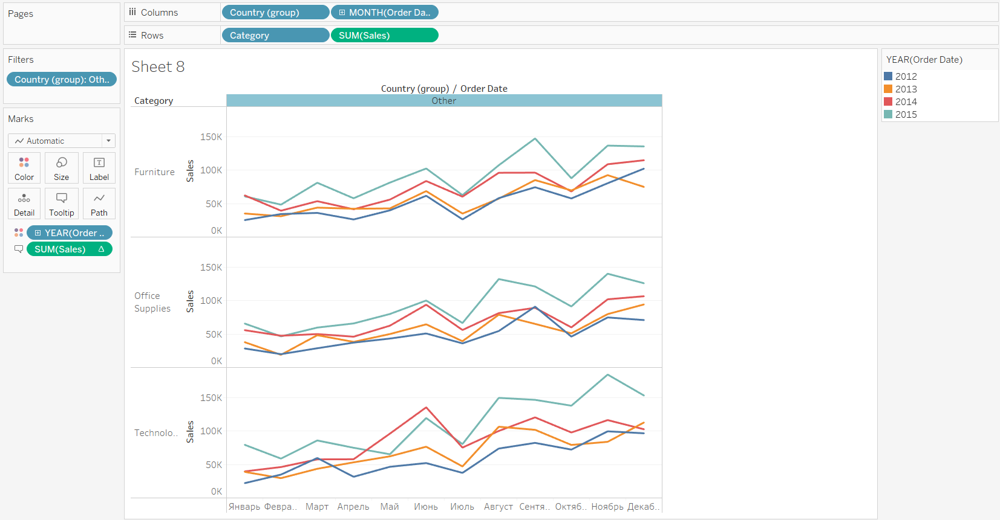 Pages
Columns
Country (group)
MONTH(Order Da..
Rows
Category
SUM(Sales)
Filters
Country (group): Oth..
Marks
Automatic
Color
Size
Label
Detail
Tooltip
Path
YEAR(Order ..
SUM(Sales) Δ
Sheet 8
Country (group) / Order Date
Category
Other
Furniture
Sales
150K
100K
50K
0K
Office
Supplies
Sales
150K
100K
50K
0K
Technolo..
Sales
150K
100K
50K
0K
Январь Февра.. Март Апрель Май Июнь Июль Август Сентя.. Октяб.. Ноябрь Декаб..
YEAR(Order Date)
2012
2013
2014
2015